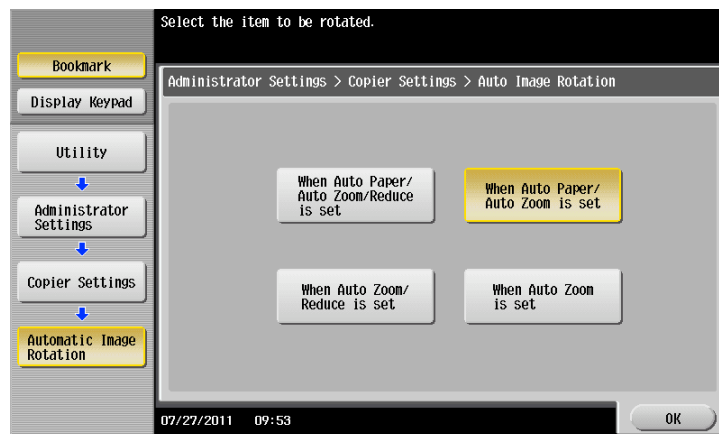 Select the item to be rotated.
Bookmark
Display Keypad
Utility
Administrator
Settings
Copier Settings
Automatic Image
Rotation
Administrator Settings > Copier Settings > Auto Image Rotation
When Auto Paper/
Auto Zoom/Reduce
is set
When Auto Paper/
Auto Zoom is set
When Auto Zoom/
Reduce is set
When Auto Zoom
is set
07/27/2011 09:53
OK